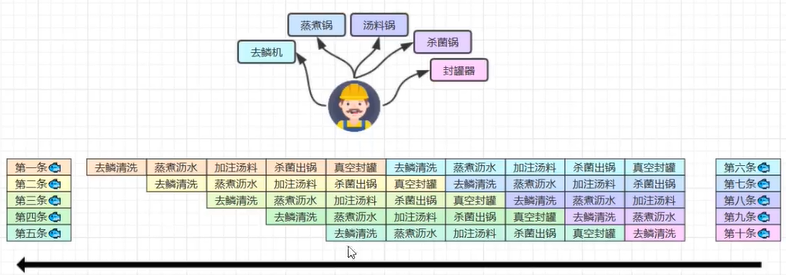 蒸煮锅 汤料锅
杀菌锅
去鳞机
封罐器
第一条 去鳞清洗 蒸煮沥水 加注汤料 杀菌出锅 真空封罐 去鳞清洗 蒸煮沥水 加注汤料 杀菌出锅 真空封罐 第六条
第二条 去鳞清洗 蒸煮沥水 加注汤料 杀菌出锅 真空封罐 去鳞清洗 蒸煮沥水 加注汤料 杀菌出锅 第七条
第三条 去鳞清洗 蒸煮沥水 加注汤料 杀菌出锅 真空封罐 去鳞清洗 蒸煮沥水 加注汤料 第八条
第四条 去鳞清洗 蒸煮沥水 加注汤料 杀菌出锅 真空封罐 去鳞清洗 蒸煮沥水 第九条
第五条 去鳞清洗 蒸煮沥水 加注汤料 杀菌出锅 真空封罐 去鳞清洗 第十条